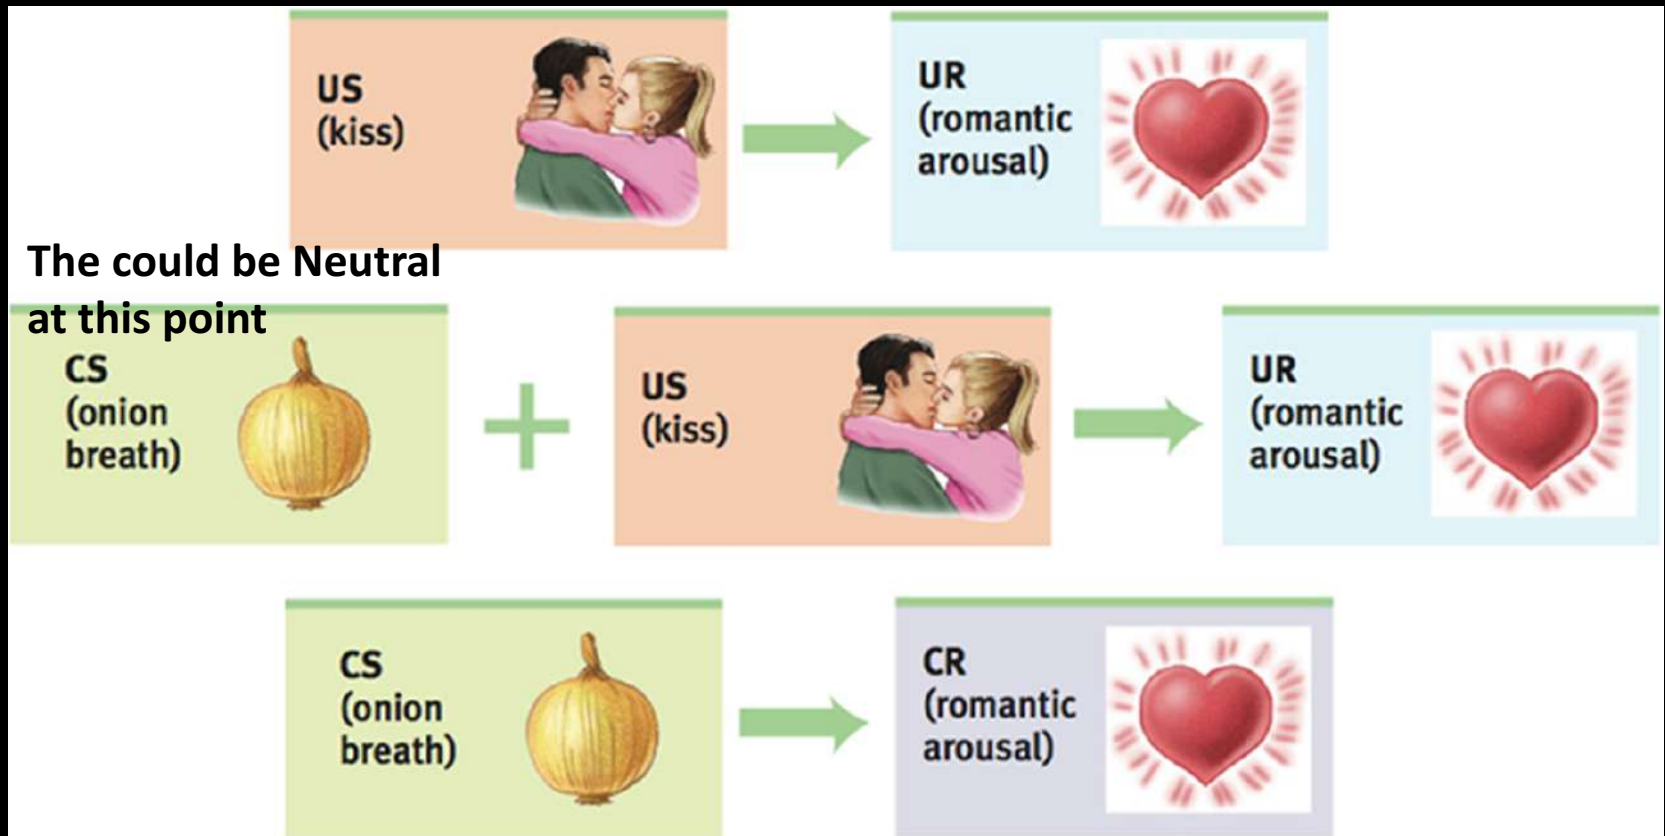 US
(kiss)
UR
(romantic
arousal)
The could be Neutral
at this point
CS
(onion
breath)
US
(kiss)
UR
(romantic
arousal)
CS
(onion
breath)
CR
(romantic
arousal)